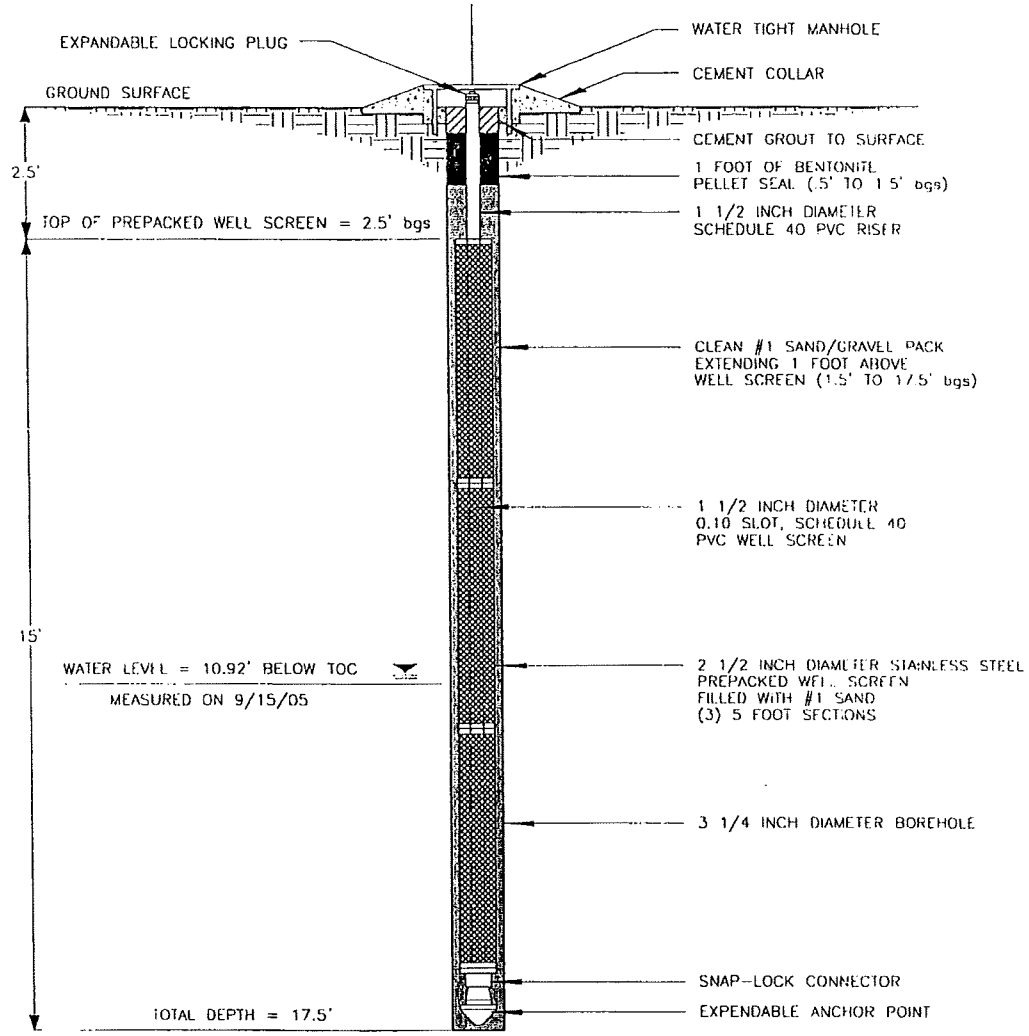 EXPANDABLE LOCKING PLUG
WATER TIGHT MANHOLE
CEMENT COLLAR
GROUND SURFACE
CEMENT GROUT TO SURFACE
1 FOOT OF BENTONITE
PELLET SEAL (.5' TO 1.5' bgs)
2.5'
1 1/2 INCH DIAMETER
SCHEDULE 40 PVC RISER
TOP OF PREPACKED WELL SCREEN = 2.5' bgs
CLEAN #1 SAND/GRAVEL PACK
EXTENDING 1 FOOT ABOVE
WELL SCREEN (1.5' TO 17.5' bgs)
1 1/2 INCH DIAMETER
0.10 SLOT, SCHEDULE 40
PVC WELL SCREEN
15'
WATER LEVEL = 10.92' BELOW TOC
MEASURED ON 9/15/05
2 1/2 INCH DIAMETER STAINLESS STEEL
PREPACKED WELL SCREEN
FILLED WITH #1 SAND
(3) 5 FOOT SECTIONS
3 1/4 INCH DIAMETER BOREHOLE
SNAP-LOCK CONNECTOR
EXPENDABLE ANCHOR POINT
TOTAL DEPTH = 17.5'